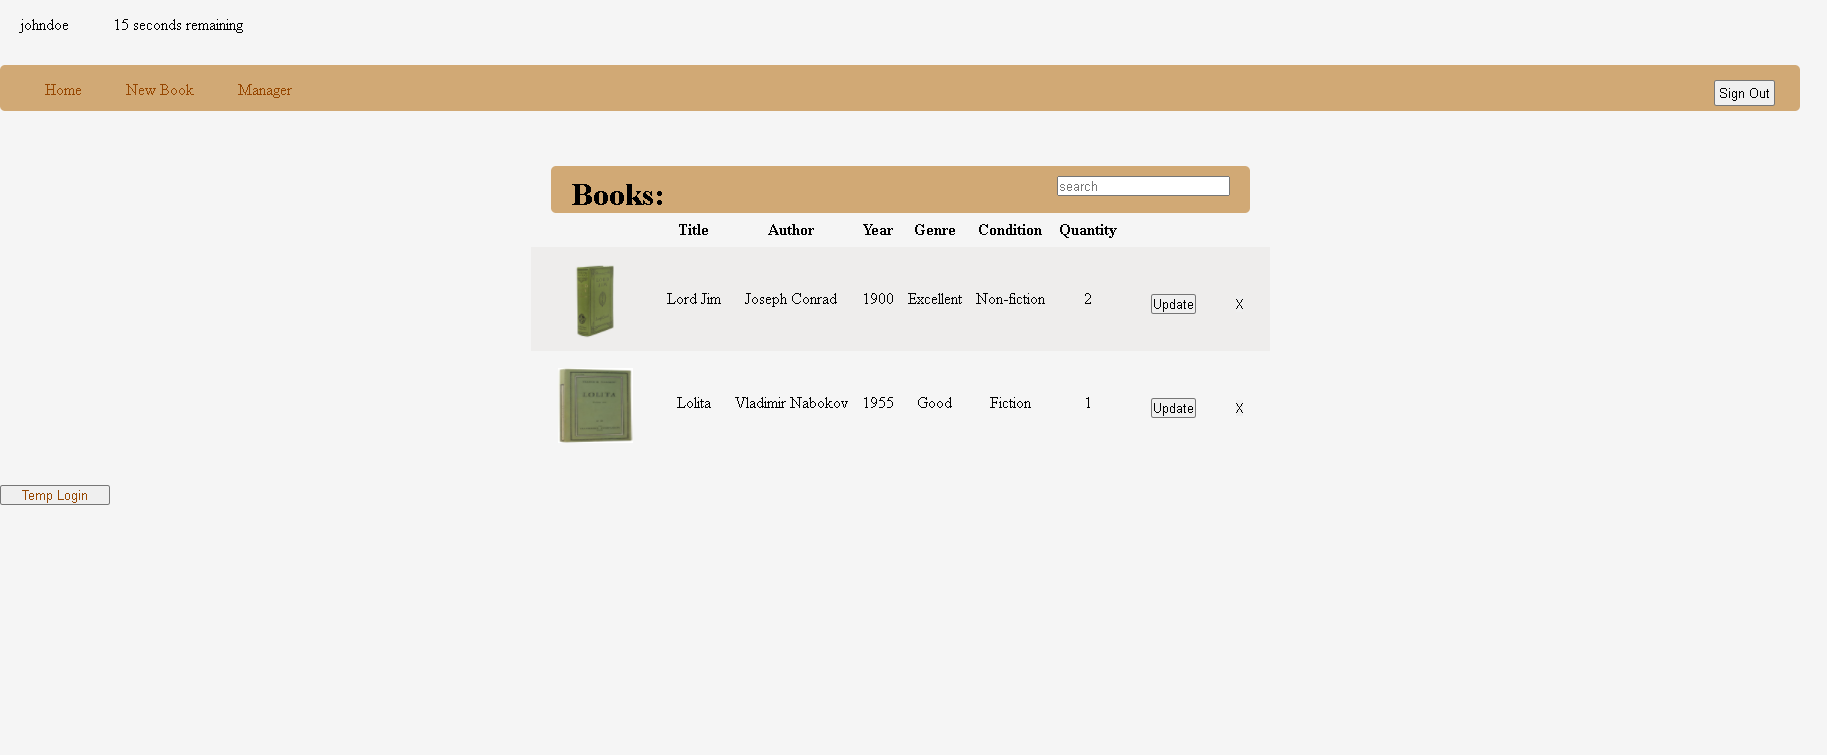 johndoe 15 seconds remaining
Home New Book Manager Sign Out
Books: search
Title Author Year Genre Condition Quantity
Lord Jim Joseph Conrad 1900 Excellent Non-fiction 2 Update X
LOLITA
Lolita Vladimir Nabokov 1955 Good Fiction 1 Update X
Temp Login